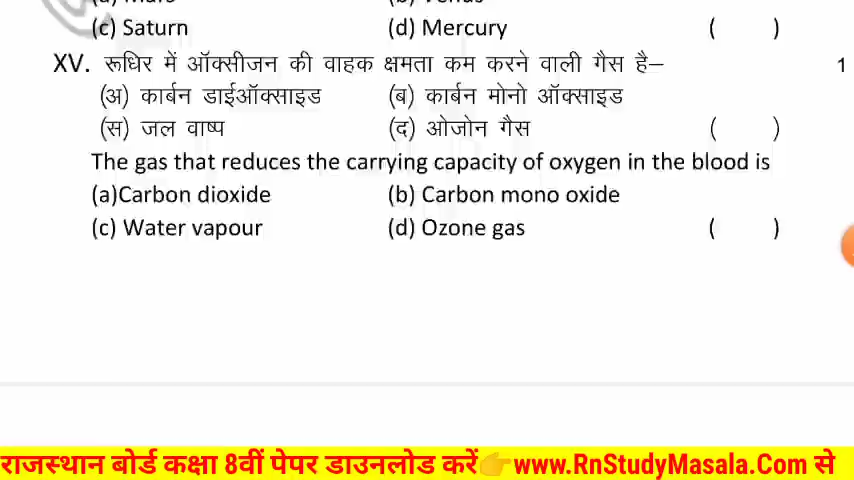 (c) Saturn (d) Mercury ( )
XV. रूधिर में ऑक्सीजन की वाहक क्षमता कम करने वाली गैस है– 1
(अ) कार्बन डाईऑक्साइड (ब) कार्बन मोनो ऑक्साइड
(स) जल वाष्प (द) ओजोन गैस ( )
The gas that reduces the carrying capacity of oxygen in the blood is
(a)Carbon dioxide (b) Carbon mono oxide
(c) Water vapour (d) Ozone gas ( )
राजस्थान बोर्ड कक्षा 8वीं पेपर डाउनलोड करें👉www.RnStudyMasala.Com से